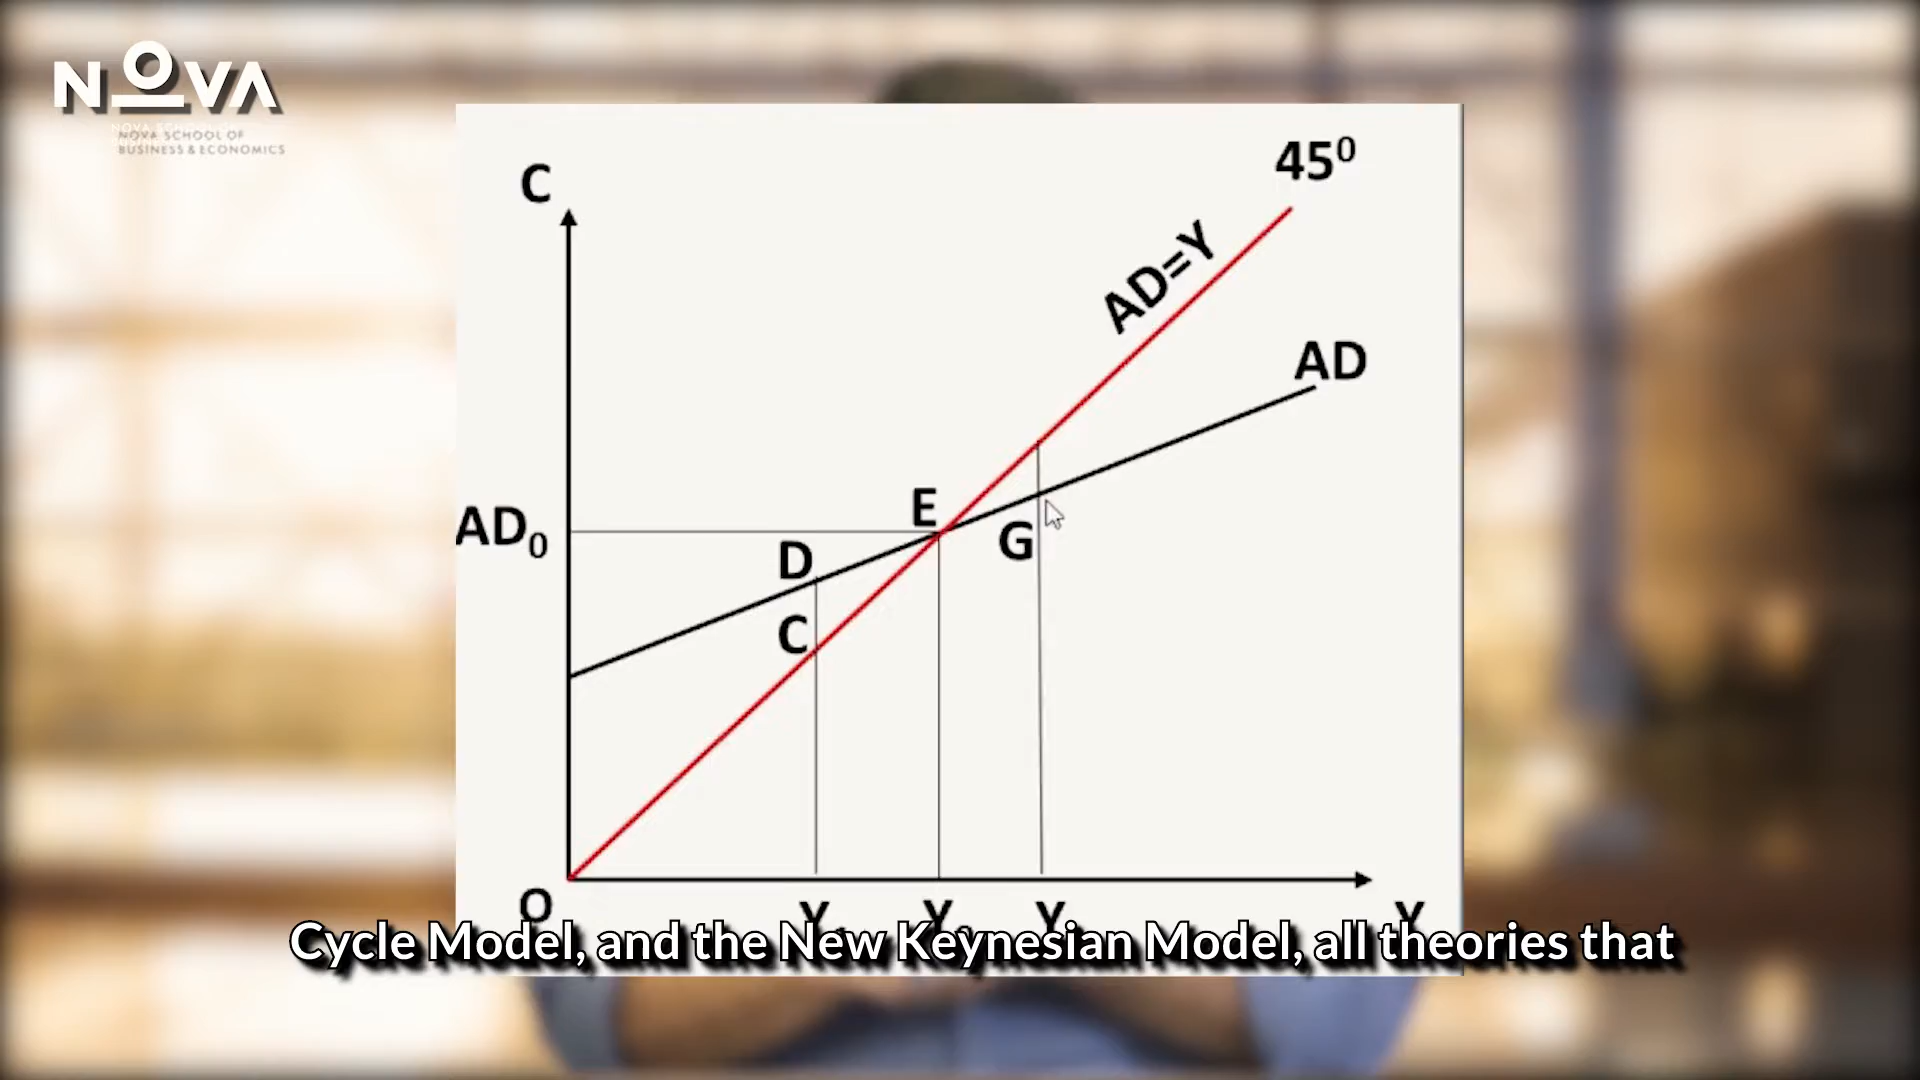 NOVA
NOVA SCHOOL OF
BUSINESS & ECONOMICS
C
45⁰
AD=Y
AD
E
AD₀
D
G
C
O
Y
Y
Y
Y
Cycle Model, and the New Keynesian Model, all theories that